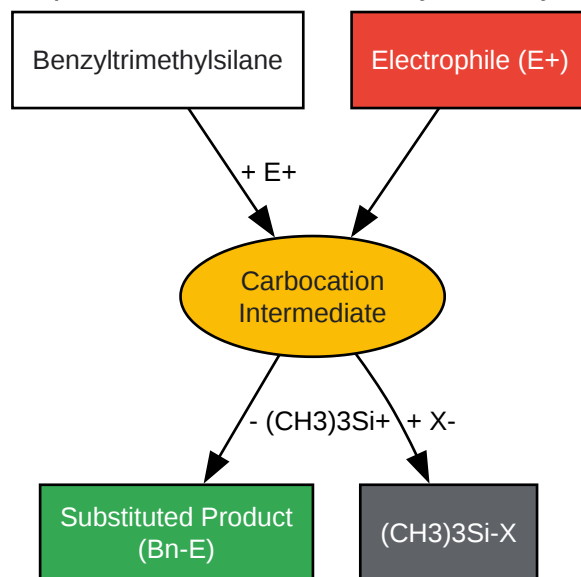 Benzyltrimethylsilane
Electrophile (E+)
+ E+
Carbocation
Intermediate
- (CH3)3Si+
+ X-
Substituted Product
(Bn-E)
(CH3)3Si-X